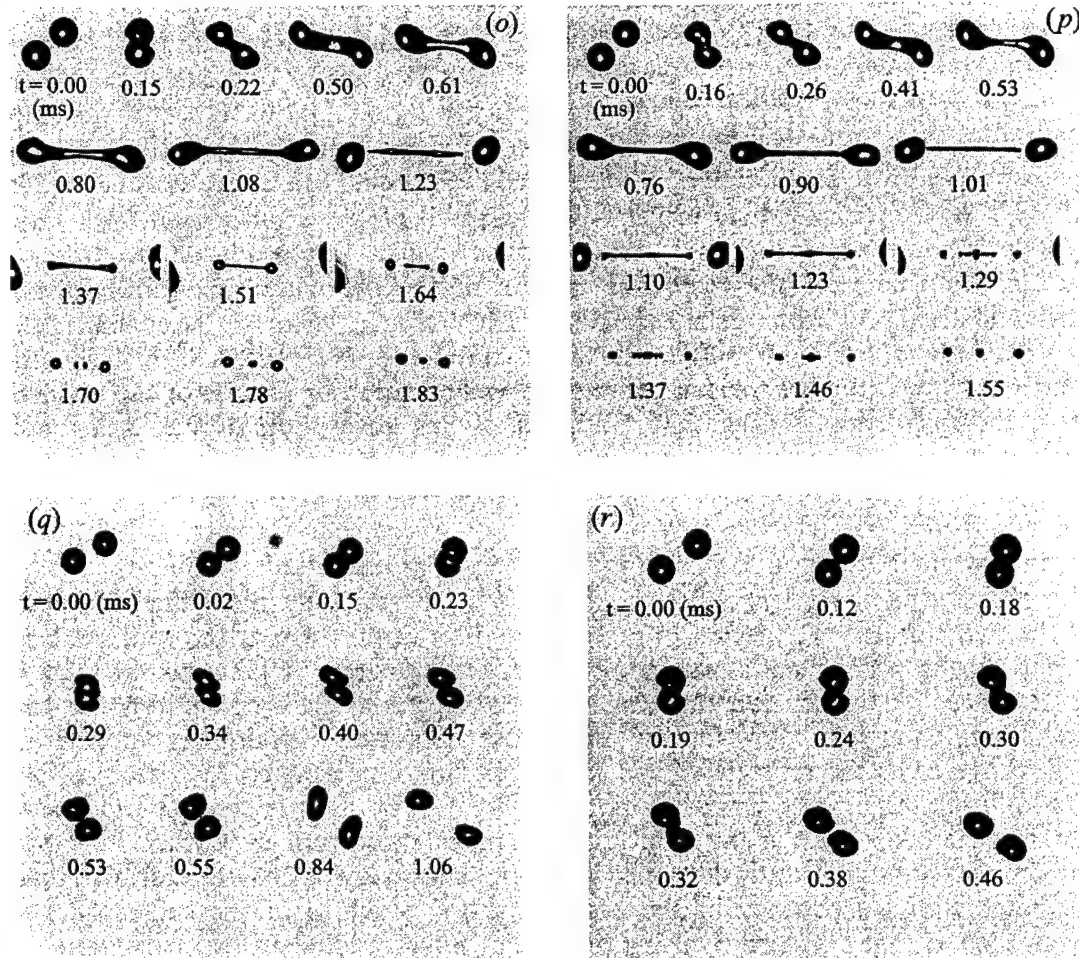 (o)
t = 0.00 0.15 0.22 0.50 0.61
(ms)
0.80 1.08 1.23
1.37 1.51 1.64
1.70 1.78 1.83
(p)
t = 0.00 0.16 0.26 0.41 0.53
(ms)
0.76 0.90 1.01
1.10 1.23 1.29
1.37 1.46 1.55
(q)
t = 0.00 (ms) 0.02 0.15 0.23
0.29 0.34 0.40 0.47
0.53 0.55 0.84 1.06
(r)
t = 0.00 (ms) 0.12 0.18
0.19 0.24 0.30
0.32 0.38 0.46